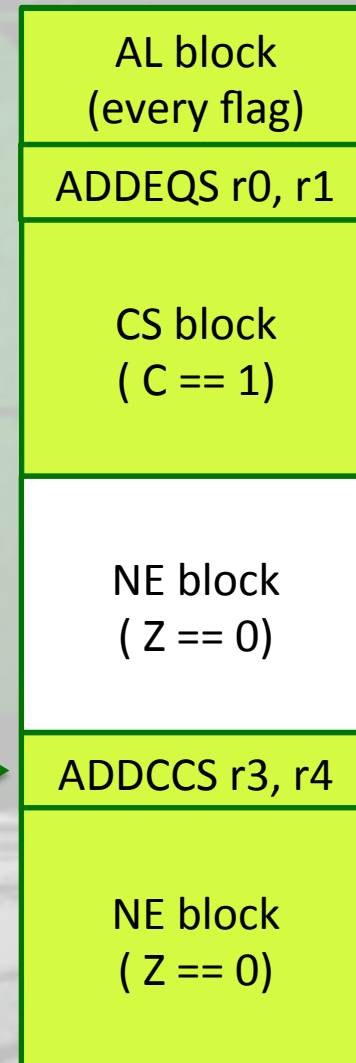 AL block
(every flag)
ADDEQS r0, r1
CS block
( C == 1)
NE block
( Z == 0)
ADDCCS r3, r4
NE block
( Z == 0)